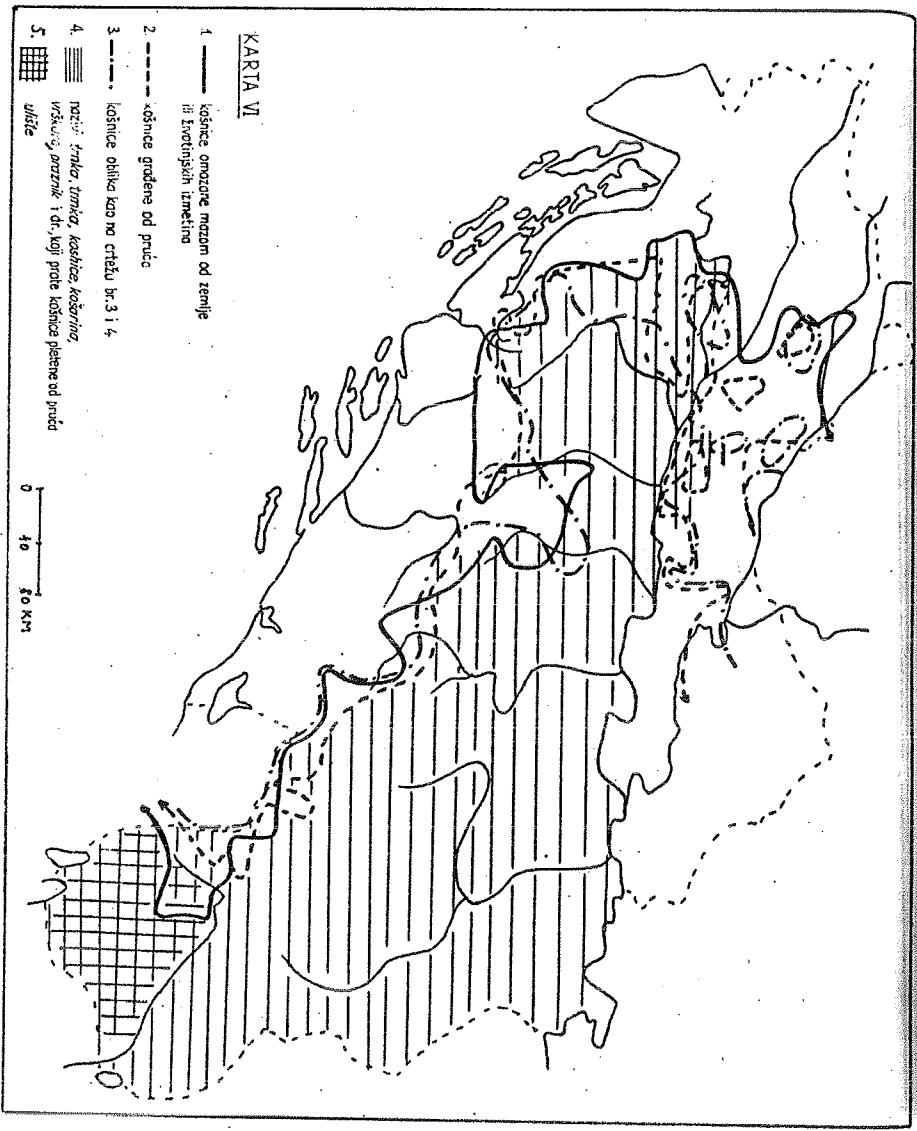 KARTA VI
1 košnice omazane mazom od zemlje
ili životinjskih izmetina
2 košnice građene od pruća
3 košnice oblika kao na crtežu br. 3 i 4
4. nazivi trnka, trmka, koshice, košarina,
praznik i dr., koji prate košnice pletene od pruća
5. ulište
0 40 80 KM